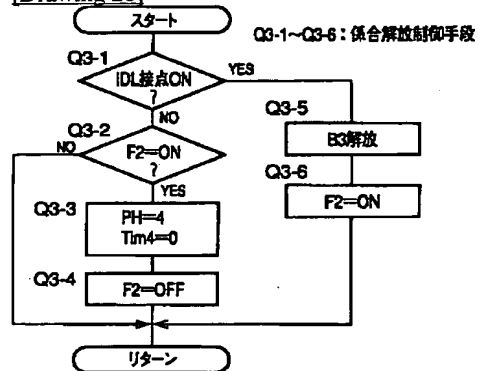 スタート
Q3-1~Q3-6：係合解放制御手段
Q3-1
IDL接点ON
?
YES
NO
Q3-2
F2=ON
?
NO
YES
Q3-3
PH=4
Tim4=0
Q3-4
F2=OFF
Q3-5
B3解放
Q3-6
F2=ON
リターン